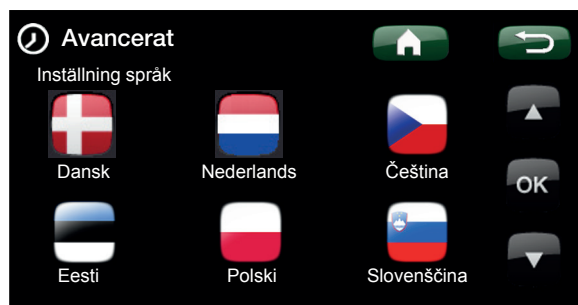 Avancerat
Inställning språk
Dansk Nederlands Čeština
OK
Eesti Polski Slovenščina